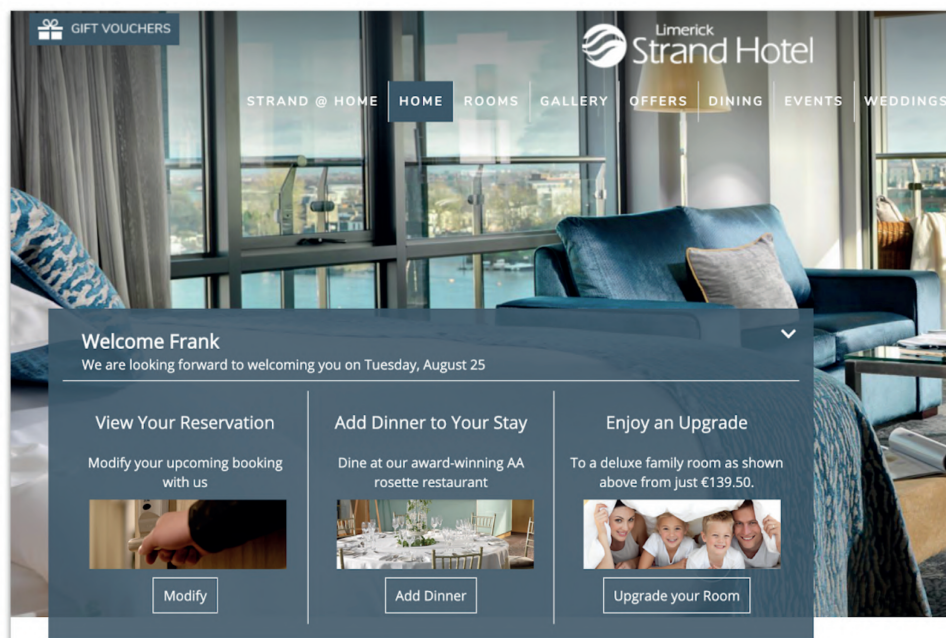 GIFT VOUCHERS
Limerick
Strand Hotel
STRAND @ HOME
HOME
ROOMS
GALLERY
OFFERS
DINING
EVENTS
WEDDINGS
Welcome Frank
We are looking forward to welcoming you on Tuesday, August 25
View Your Reservation
Modify your upcoming booking
with us
Modify
Add Dinner to Your Stay
Dine at our award-winning AA
rosette restaurant
Add Dinner
Enjoy an Upgrade
To a deluxe family room as shown
above from just €139.50.
Upgrade your Room